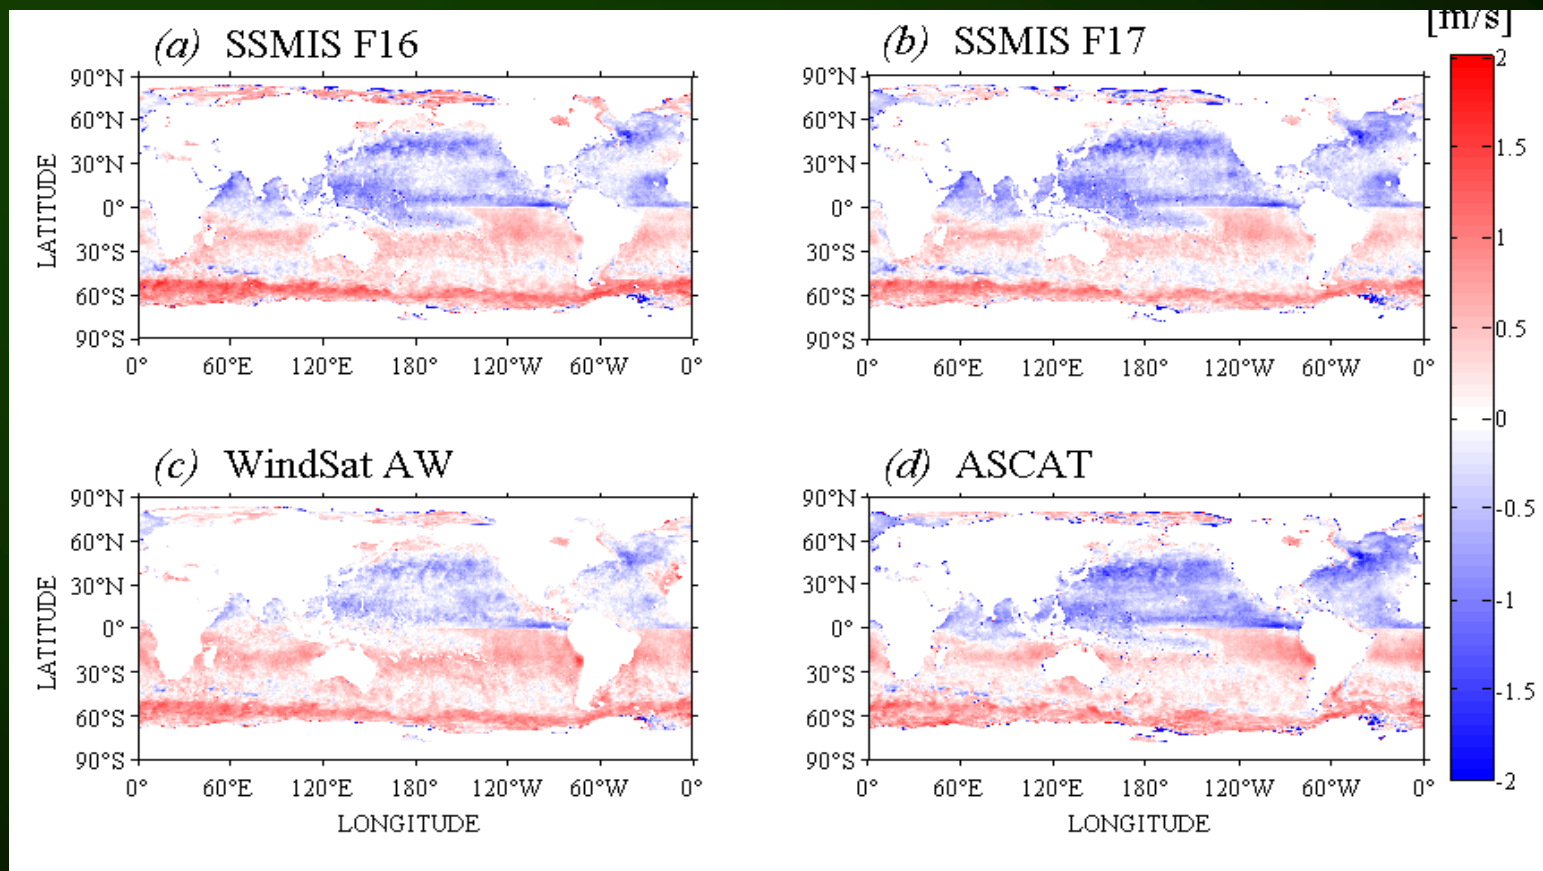 [m/s]
(a) SSMIS F16
(b) SSMIS F17
90°N
60°N
30°N
0°
30°S
60°S
90°S
LATITUDE
0° 60°E 120°E 180° 120°W 60°W 0°
90°N
60°N
30°N
0°
30°S
60°S
90°S
0° 60°E 120°E 180° 120°W 60°W 0°
(c) WindSat AW
(d) ASCAT
90°N
60°N
30°N
0°
30°S
60°S
90°S
LATITUDE
0° 60°E 120°E 180° 120°W 60°W 0°
LONGITUDE
90°N
60°N
30°N
0°
30°S
60°S
90°S
0° 60°E 120°E 180° 120°W 60°W 0°
LONGITUDE
2
1.5
1
0.5
0
-0.5
-1
-1.5
-2